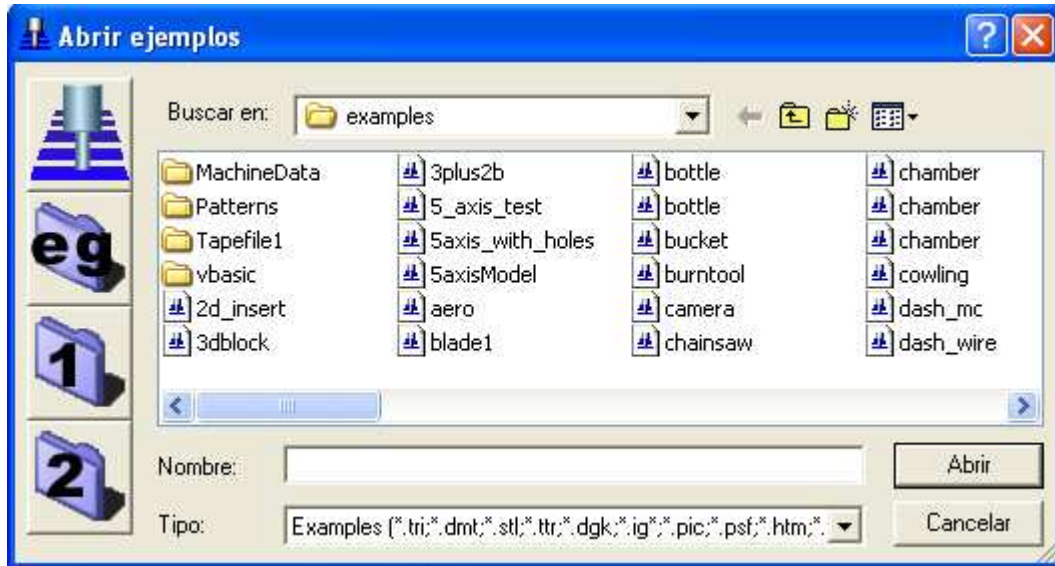 Abrir ejemplos
Buscar en: examples
MachineData 3plus2b bottle chamber
Patterns 5_axis_test bottle chamber
Tapefile1 5axis_with_holes bucket chamber
vbasic 5axisModel burntool cowling
2d_insert aero camera dash_mc
3dblock blade1 chainsaw dash_wire
eg
1
2
Nombre: Abrir
Tipo: Examples (*.tri;*.dmt;*.stl;*.ttr;*.dgk;*.ig*;*.pic;*.psf;*.htm;*. Cancelar